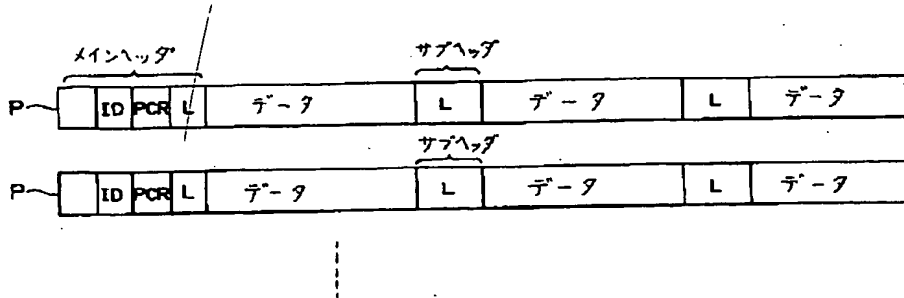 メインヘッダ サブヘッダ
P ID PCR L データ L データ L データ
サブヘッダ
P ID PCR L データ L データ L データ